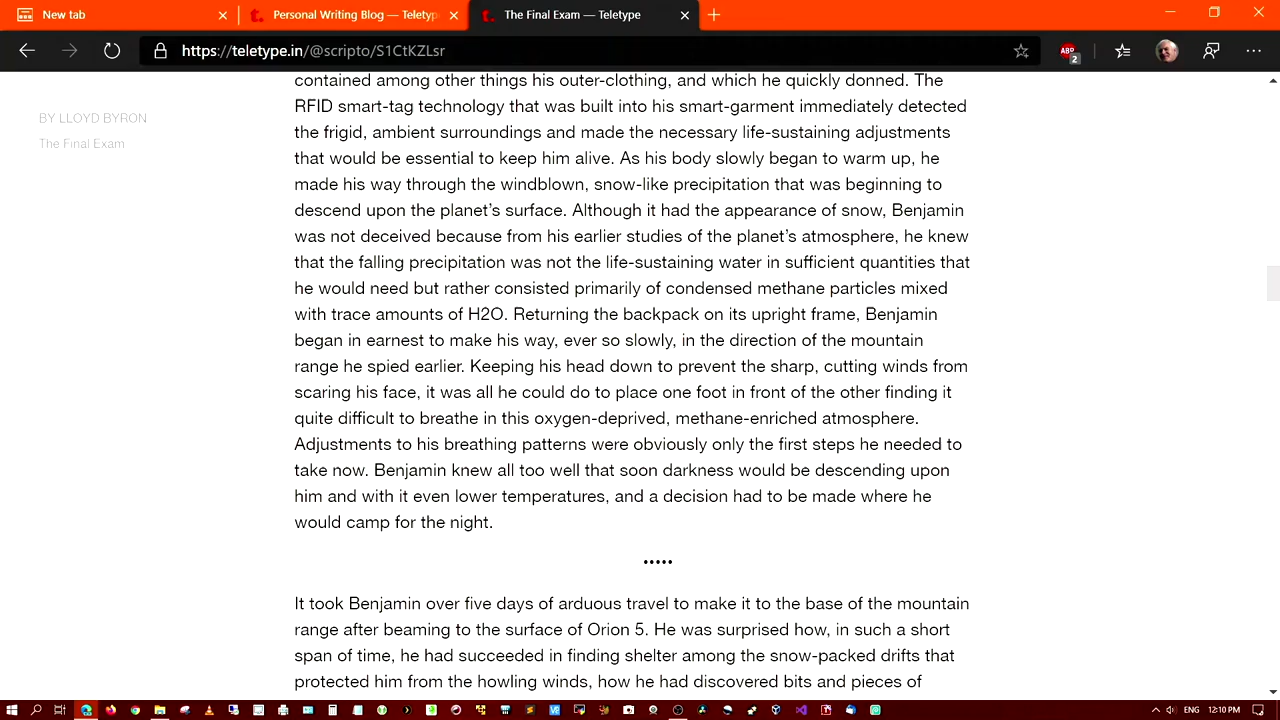 New tab
Personal Writing Blog — Teletyp
The Final Exam — Teletype
https://teletype.in/@scripto/S1CtKZLsr
ABP
2
BY LLOYD BYRON
The Final Exam
contained among other things his outer-clothing, and which he quickly donned. The
RFID smart-tag technology that was built into his smart-garment immediately detected
the frigid, ambient surroundings and made the necessary life-sustaining adjustments
that would be essential to keep him alive. As his body slowly began to warm up, he
made his way through the windblown, snow-like precipitation that was beginning to
descend upon the planet’s surface. Although it had the appearance of snow, Benjamin
was not deceived because from his earlier studies of the planet’s atmosphere, he knew
that the falling precipitation was not the life-sustaining water in sufficient quantities that
he would need but rather consisted primarily of condensed methane particles mixed
with trace amounts of H2O. Returning the backpack on its upright frame, Benjamin
began in earnest to make his way, ever so slowly, in the direction of the mountain
range he spied earlier. Keeping his head down to prevent the sharp, cutting winds from
scaring his face, it was all he could do to place one foot in front of the other finding it
quite difficult to breathe in this oxygen-deprived, methane-enriched atmosphere.
Adjustments to his breathing patterns were obviously only the first steps he needed to
take now. Benjamin knew all too well that soon darkness would be descending upon
him and with it even lower temperatures, and a decision had to be made where he
would camp for the night.
•••••
It took Benjamin over five days of arduous travel to make it to the base of the mountain
range after beaming to the surface of Orion 5. He was surprised how, in such a short
span of time, he had succeeded in finding shelter among the snow-packed drifts that
protected him from the howling winds, how he had discovered bits and pieces of
ENG 12:10 PM